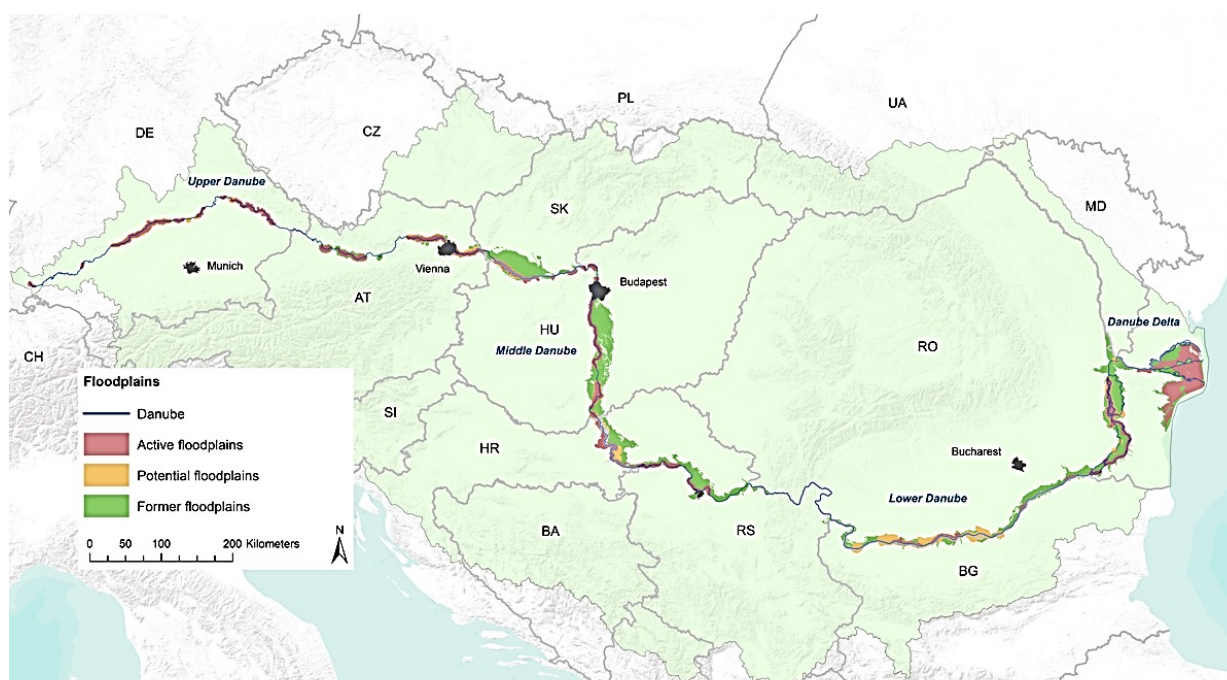 PL
UA
DE
CZ
Upper Danube
SK
MD
Munich
Vienna
Budapest
AT
HU
Middle Danube
RO
Danube Delta
CH
Floodplains
Danube
Active floodplains
Potential floodplains
Former floodplains
0 50 100 200 Kilometers
N
SI
HR
BA
RS
Bucharest
Lower Danube
BG